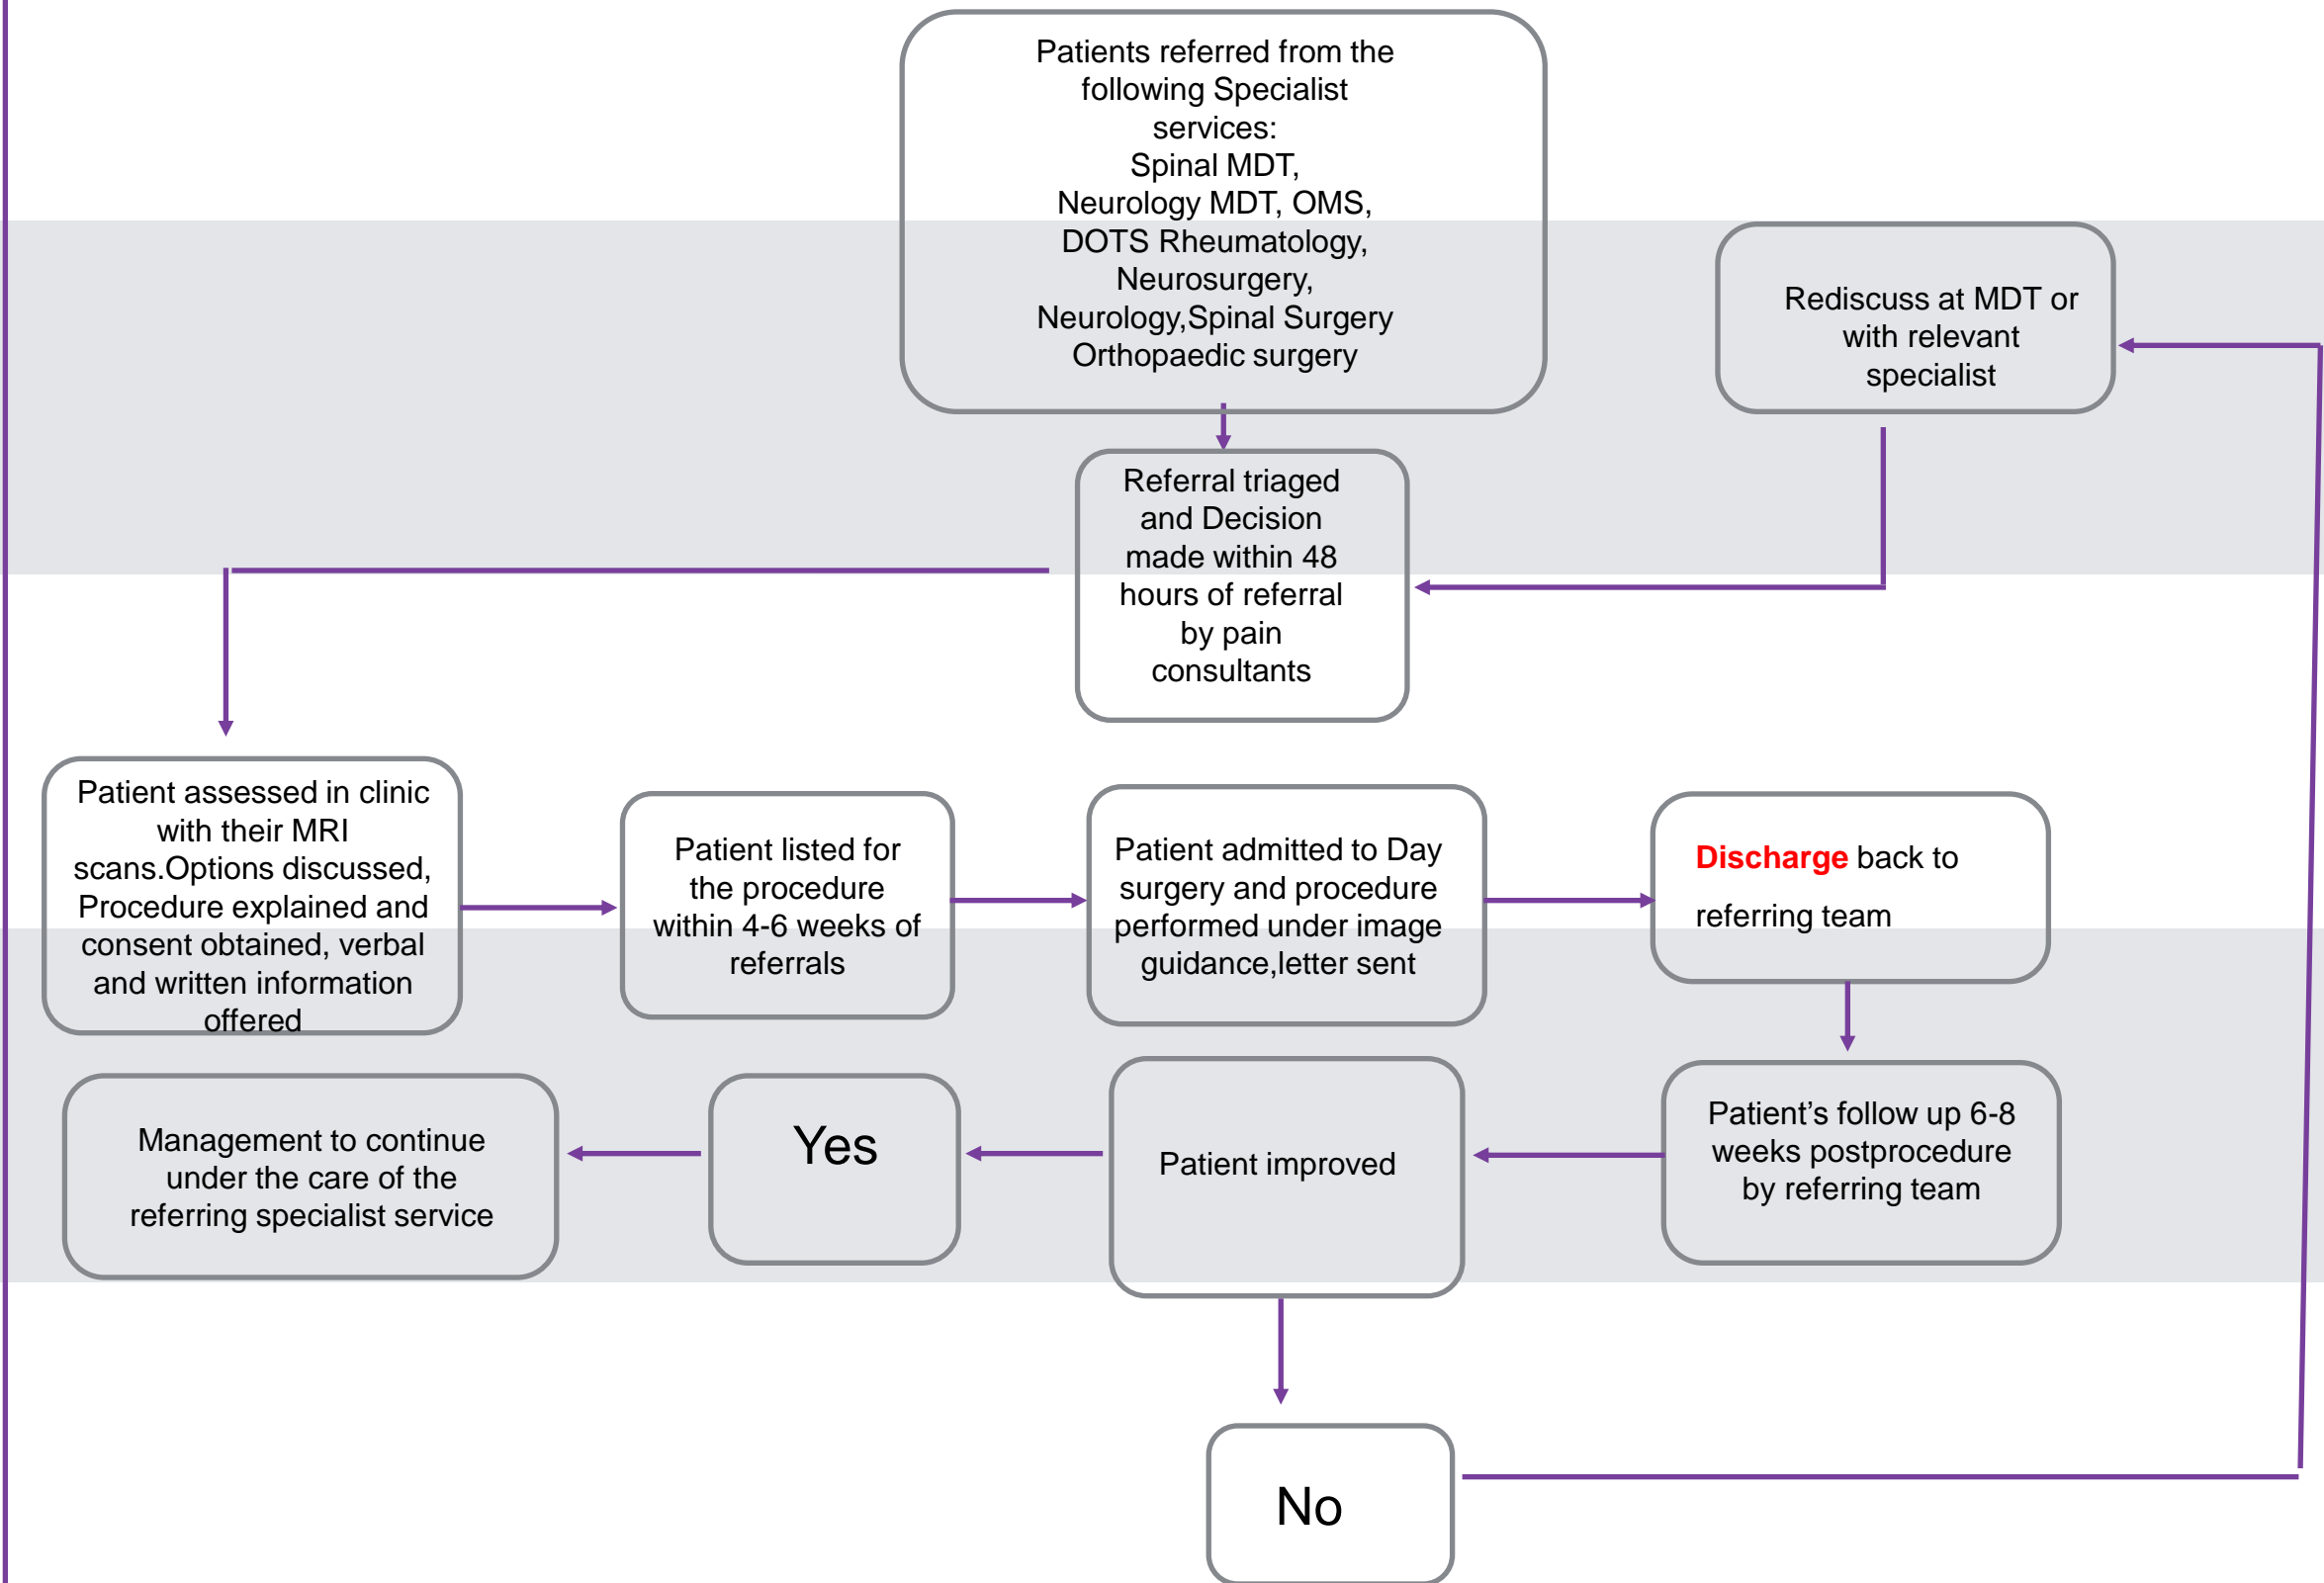 Patients referred from the
following Specialist
services:
Spinal MDT,
Neurology MDT, OMS,
DOTS Rheumatology,
Neurosurgery,
Neurology,Spinal Surgery
Orthopaedic surgery
Rediscuss at MDT or
with relevant
specialist
Referral triaged
and Decision
made within 48
hours of referral
by pain
consultants
Patient assessed in clinic
with their MRI
scans.Options discussed,
Procedure explained and
consent obtained, verbal
and written information
offered
Patient listed for
the procedure
within 4-6 weeks of
referrals
Patient admitted to Day
surgery and procedure
performed under image
guidance,letter sent
Discharge back to
referring team
Patient’s follow up 6-8
weeks postprocedure
by referring team
Patient improved
Yes
Management to continue
under the care of the
referring specialist service
No